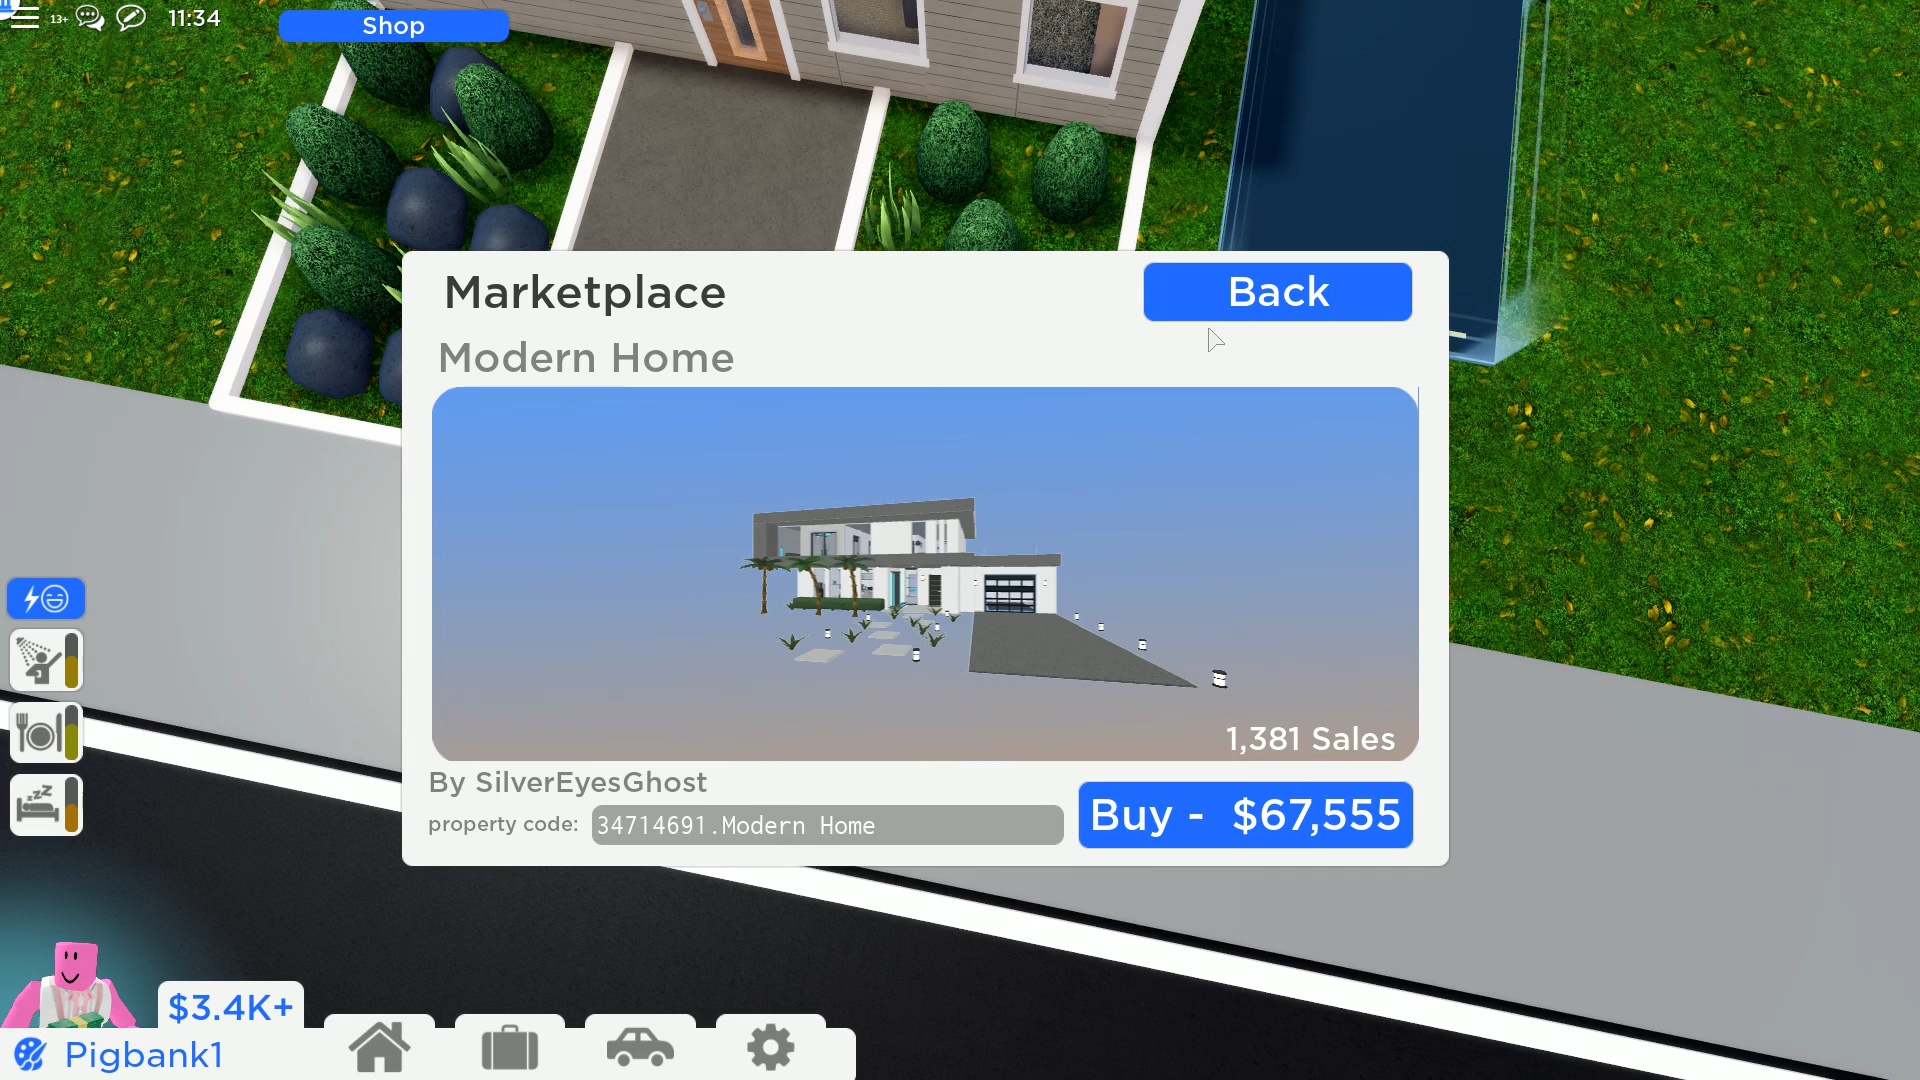 13+
11:34
Shop
Marketplace
Back
Modern Home
1,381 Sales
By SilverEyesGhost
property code: 34714691.Modern Home
Buy - $67,555
$3.4K+
Pigbank1